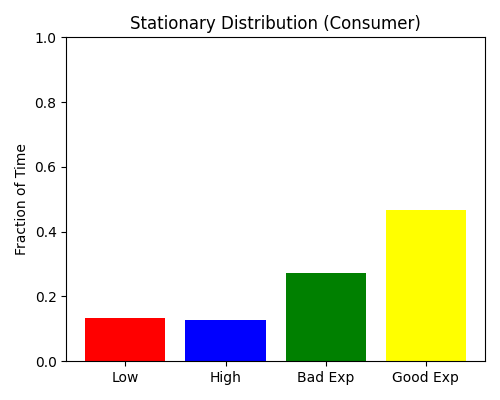 Stationary Distribution (Consumer)
1.0
0.8
0.6
0.4
0.2
0.0
Fraction of Time
Low High Bad Exp Good Exp